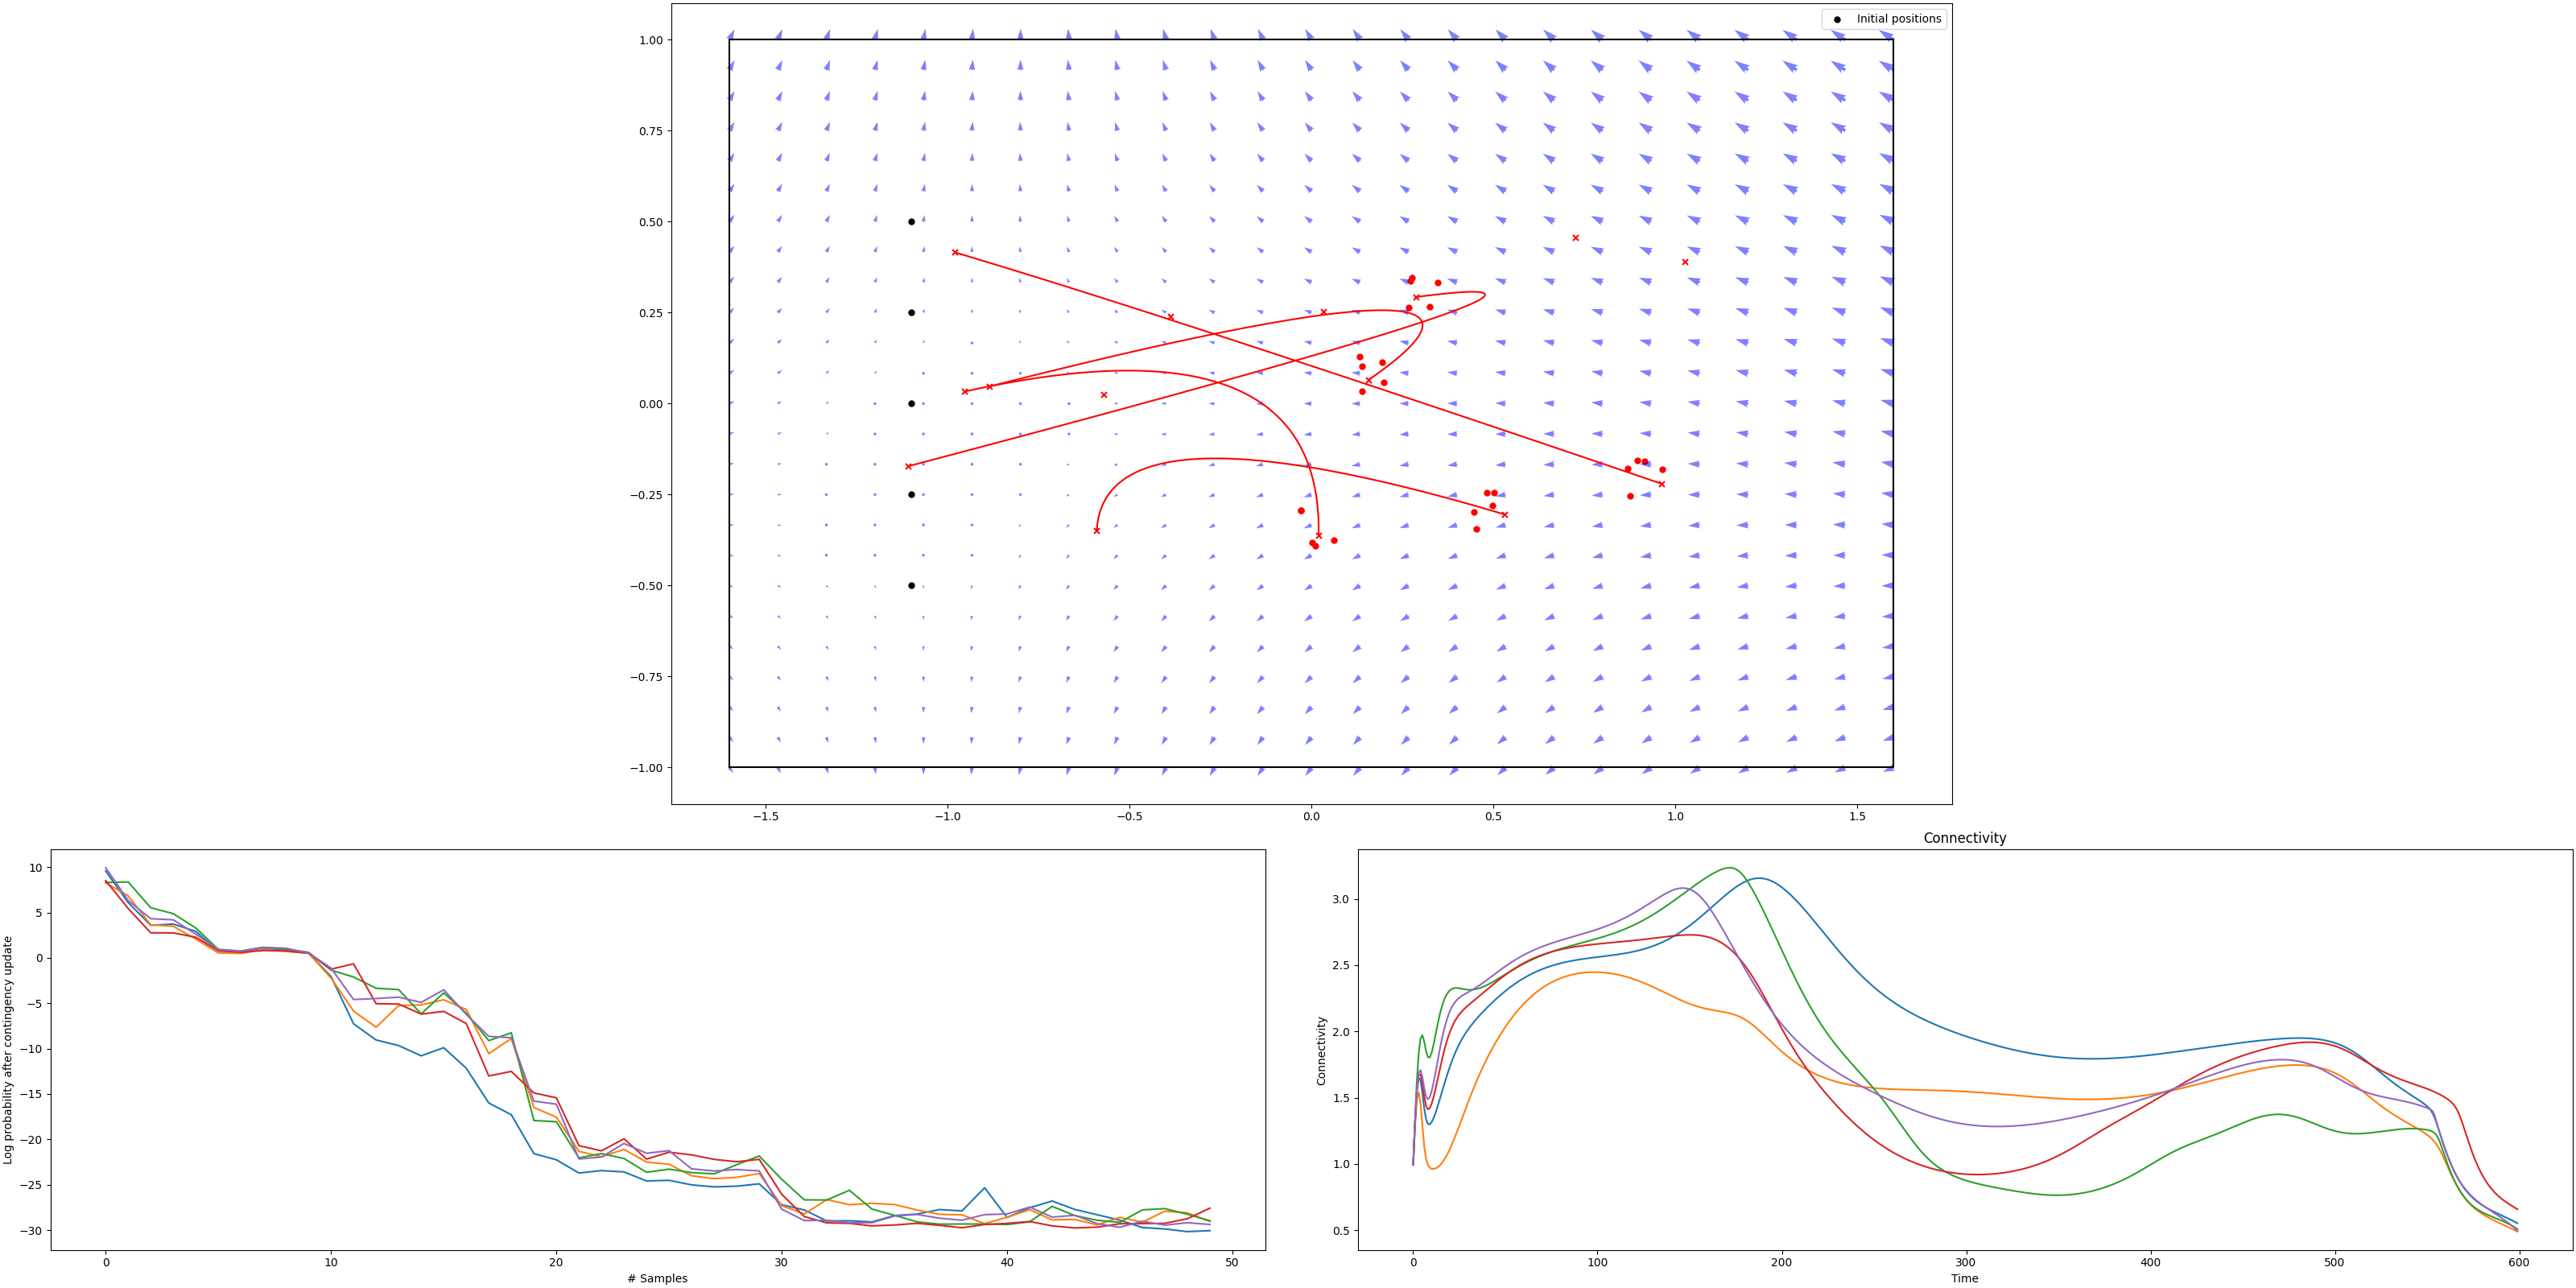 Initial positions
1.00
0.75
0.50
0.25
0.00
−0.25
−0.50
−0.75
−1.00
−1.5 −1.0 −0.5 0.0 0.5 1.0 1.5
Log probability after contingency update
10
5
0
−5
−10
−15
−20
−25
−30
0 10 20 30 40 50
# Samples
Connectivity
Connectivity
3.0
2.5
2.0
1.5
1.0
0.5
0 100 200 300 400 500 600
Time